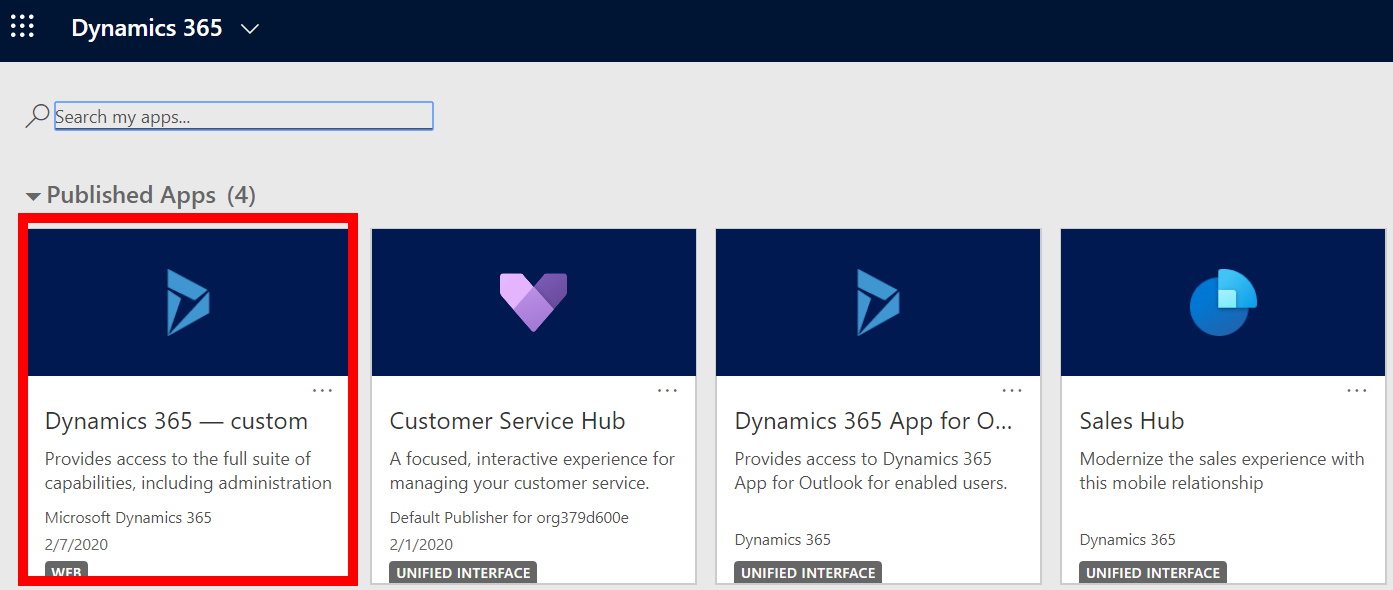 Dynamics 365
Search my apps...
Published Apps (4)
Dynamics 365 — custom
Provides access to the full suite of
capabilities, including administration
Microsoft Dynamics 365
2/7/2020
WEB
Customer Service Hub
A focused, interactive experience for
managing your customer service.
Default Publisher for org379d600e
2/1/2020
UNIFIED INTERFACE
Dynamics 365 App for O...
Provides access to Dynamics 365
App for Outlook for enabled users.
Dynamics 365
UNIFIED INTERFACE
Sales Hub
Modernize the sales experience with
this mobile relationship
Dynamics 365
UNIFIED INTERFACE